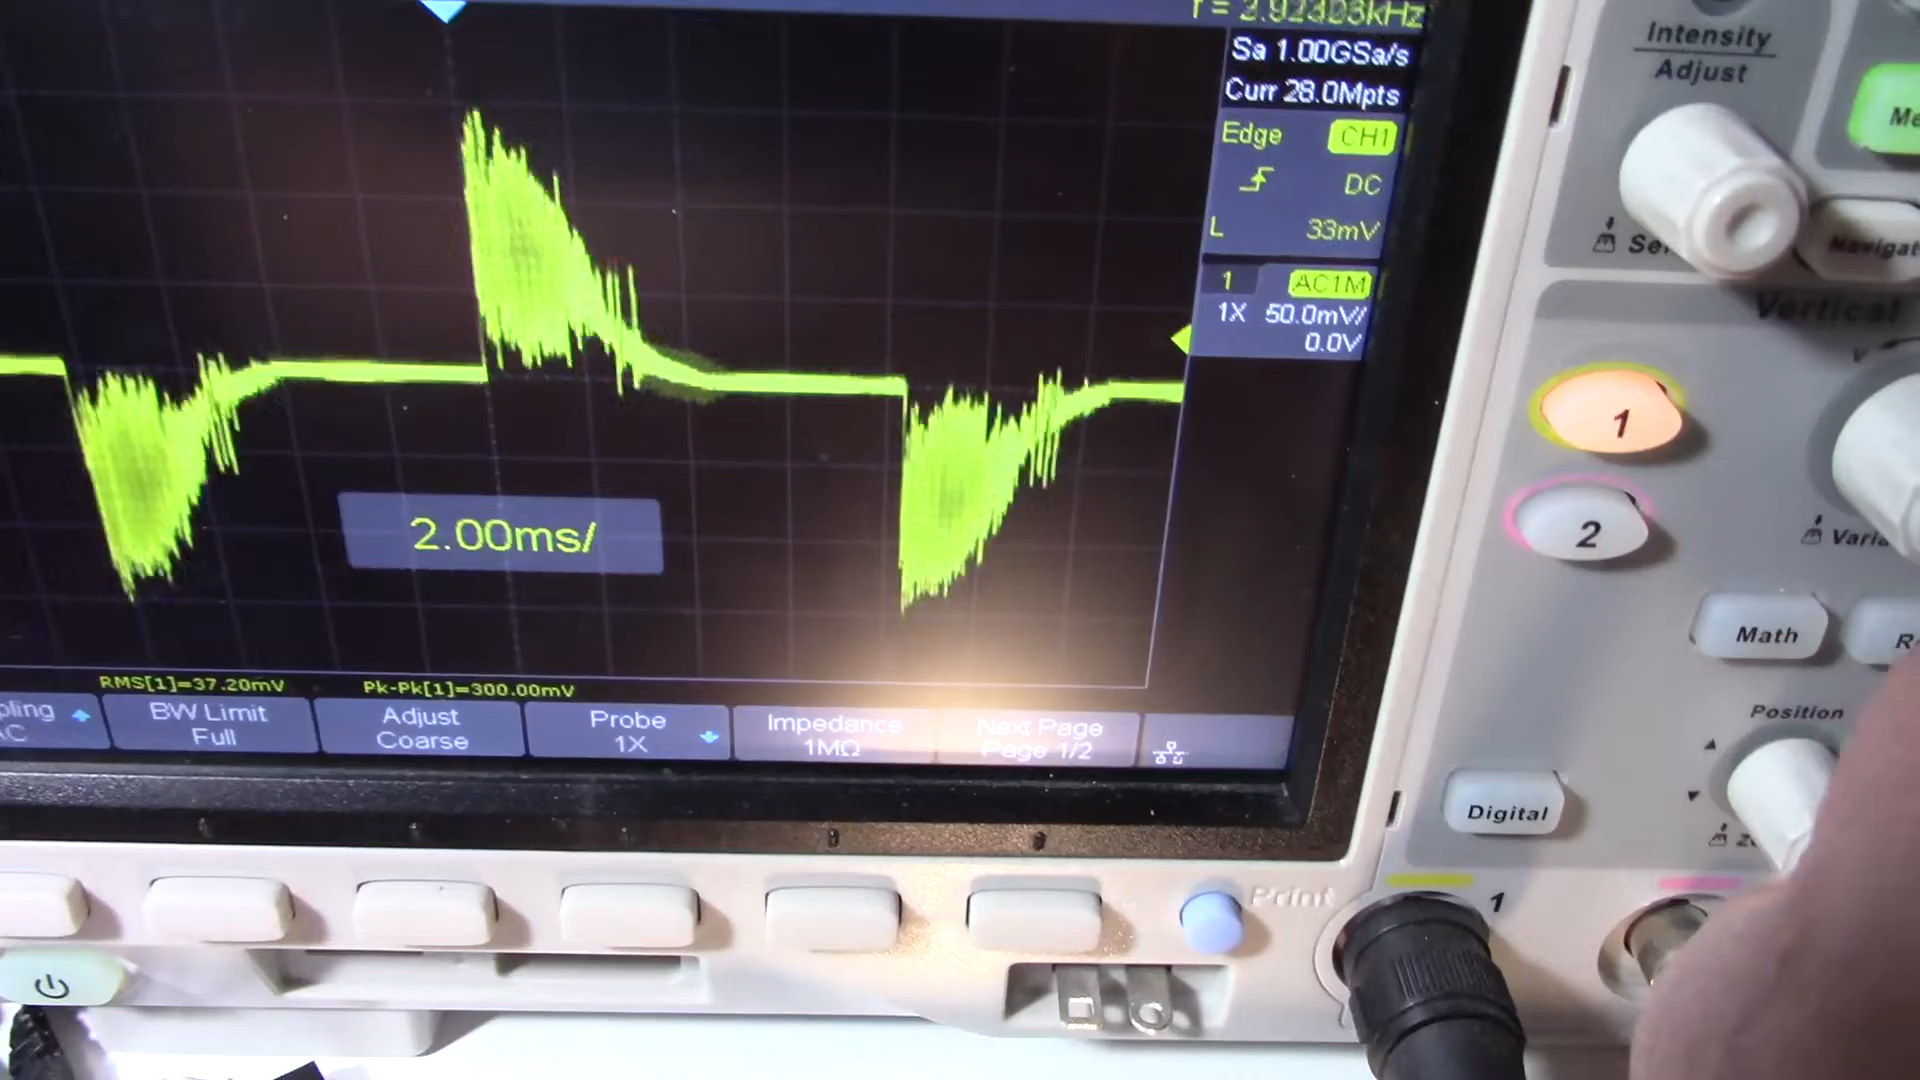 f = 3.92303kHz
Sa 1.00GSa/s
Curr 28.0Mpts
Edge CH1
DC
L 33mV
1 AC1M
1X 50.0mV/
0.0V
2.00ms/
RMS[1]=37.20mV Pk-Pk[1]=300.00mV
BW Limit
Full
Adjust
Coarse
Probe
1X
Impedance
1MΩ
Next Page
Page 1/2
Intensity
Adjust
Vertical
1
2
Math
Position
Digital
Print
1